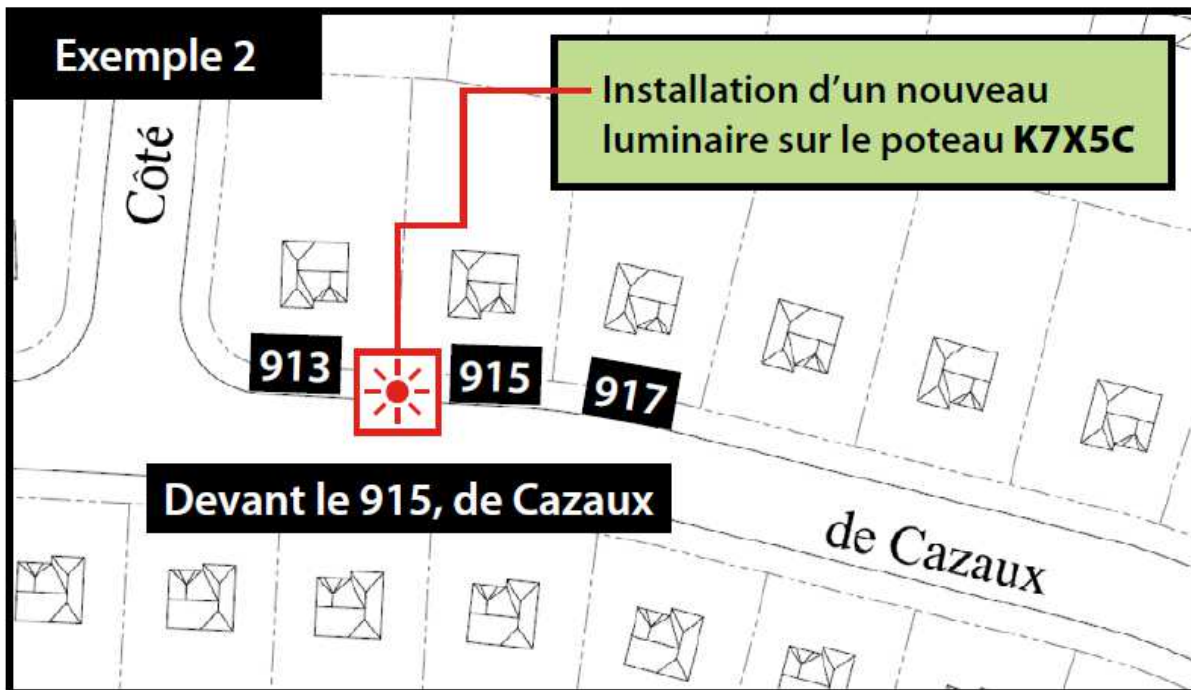 Exemple 2
Installation d'un nouveau
luminaire sur le poteau K7X5C
Côté
913
915
917
Devant le 915, de Cazaux
de Cazaux